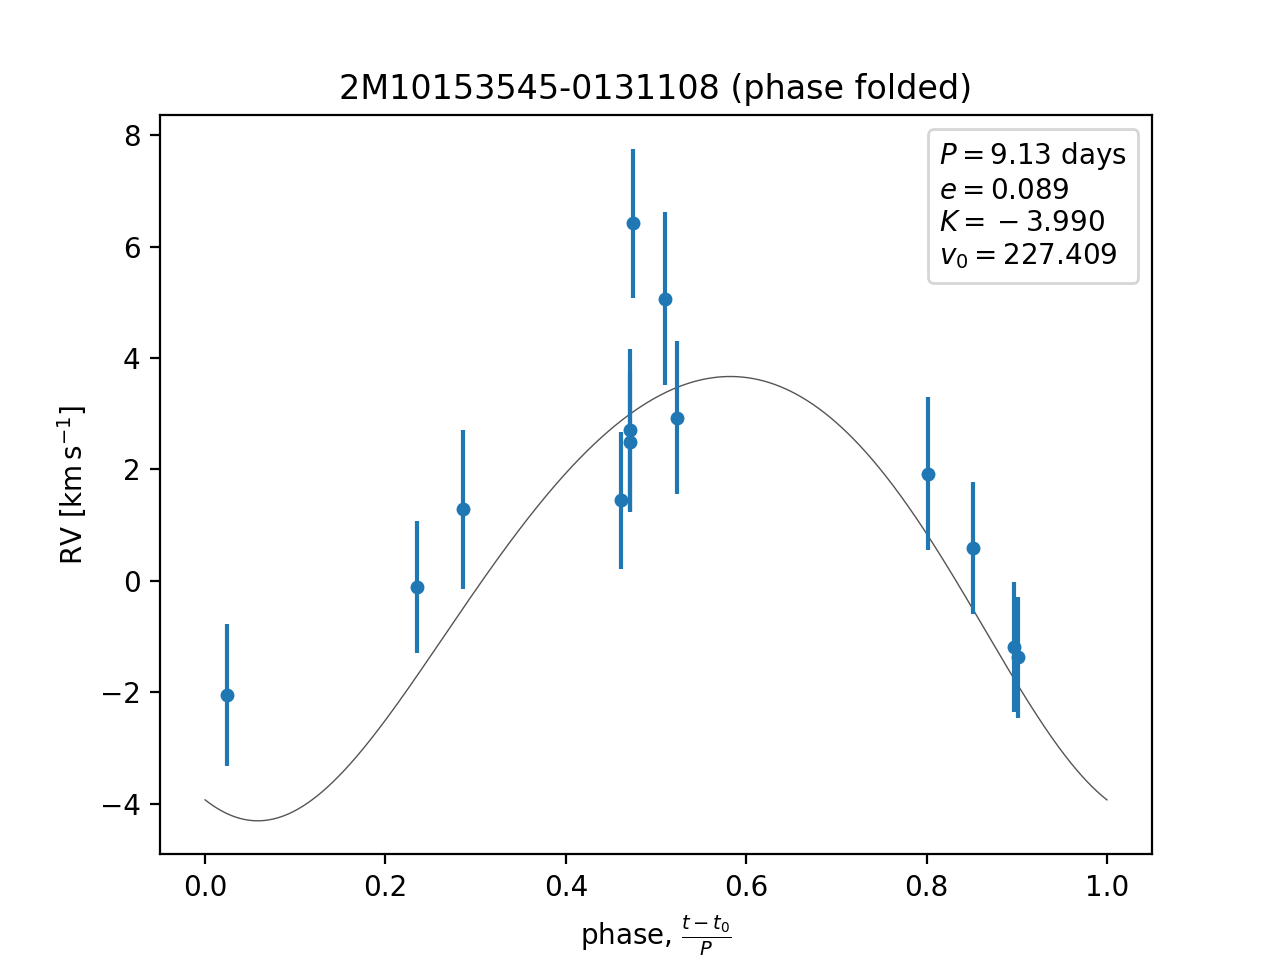 2M10153545-0131108 (phase folded)
P = 9.13 days
e = 0.089
K = −3.990
v₀ = 227.409
8
6
4
2
0
−2
−4
RV [km s⁻¹]
0.0 0.2 0.4 0.6 0.8 1.0
phase, (t − t₀)/P